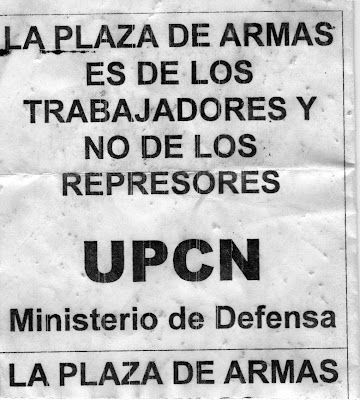 LA PLAZA DE ARMAS
ES DE LOS
TRABAJADORES Y
NO DE LOS
REPRESORES
UPCN
Ministerio de Defensa
LA PLAZA DE ARMAS